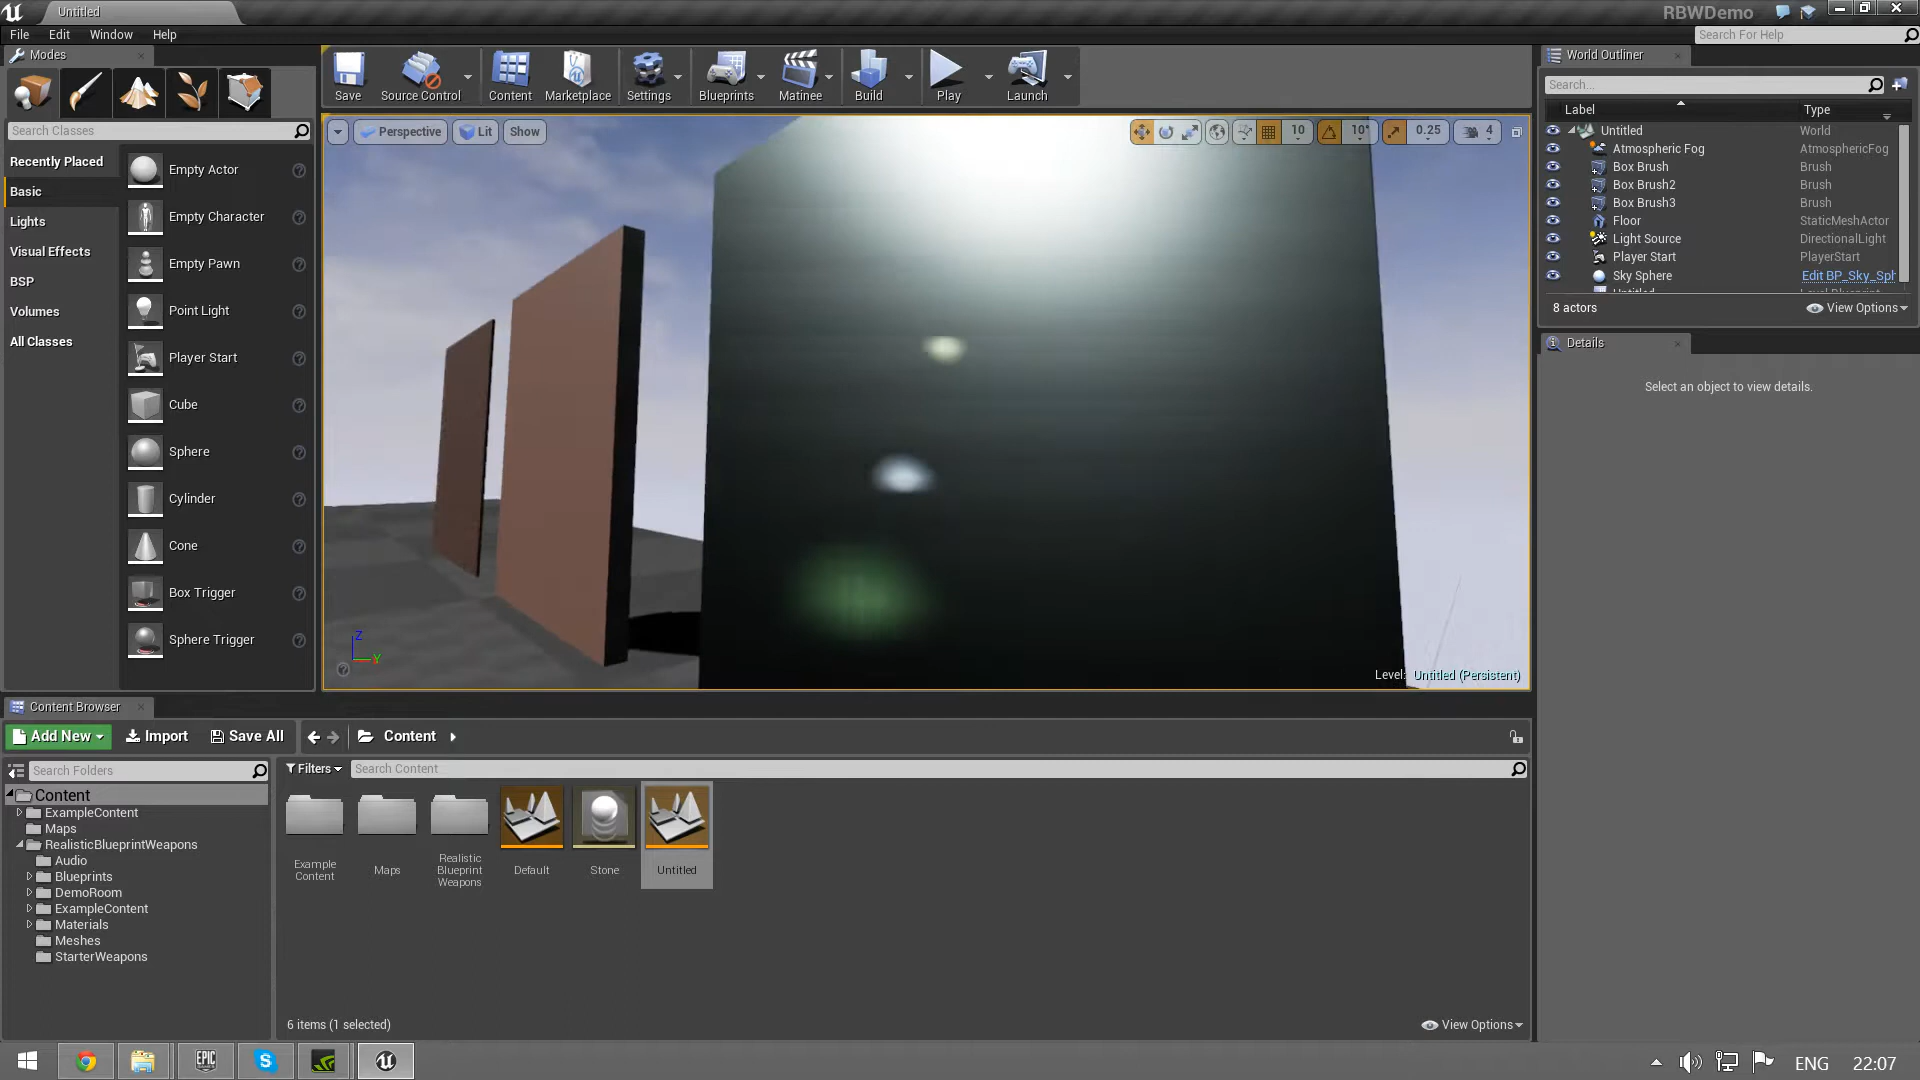 Untitled
RBWDemo
File Edit Window Help
Search For Help
Modes
Search Classes
Recently Placed
Basic
Lights
Visual Effects
BSP
Volumes
All Classes
Empty Actor
Empty Character
Empty Pawn
Point Light
Player Start
Cube
Sphere
Cylinder
Cone
Box Trigger
Sphere Trigger
Save
Source Control
Content
Marketplace
Settings
Blueprints
Matinee
Build
Play
Launch
Perspective
Lit
Show
10
10°
0.25
4
Z
Y
Level: Untitled (Persistent)
World Outliner
Search...
Label Type
Untitled World
Atmospheric Fog AtmosphericFog
Box Brush Brush
Box Brush2 Brush
Box Brush3 Brush
Floor StaticMeshActor
Light Source DirectionalLight
Player Start PlayerStart
Sky Sphere Edit BP_Sky_Sph
8 actors
View Options
Details
Select an object to view details.
Content Browser
Add New
Import
Save All
Content
Search Folders
Filters
Search Content
Content
ExampleContent
Maps
RealisticBlueprintWeapons
Audio
Blueprints
DemoRoom
ExampleContent
Materials
Meshes
StarterWeapons
Example
Content
Maps
Realistic
Blueprint
Weapons
Default
Stone
Untitled
6 items (1 selected)
View Options
EPIC
GAMES
ENG
22:07